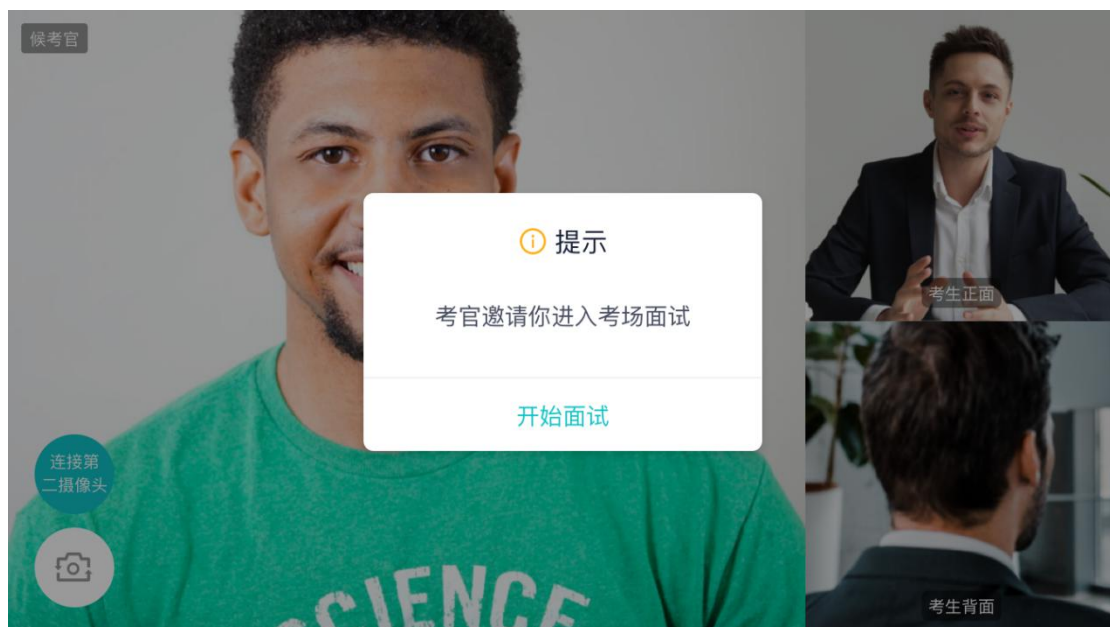 候考官
提示
考官邀请你进入考场面试
开始面试
考生正面
连接第
二摄像头
SCIENCE
考生背面